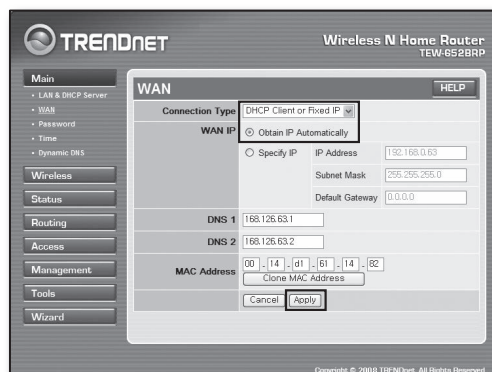 TRENDNET
Wireless N Home Router
TEW-652BRP
Main
• LAN & DHCP Server
• WAN
• Password
• Time
• Dynamic DNS
Wireless
Status
Routing
Access
Management
Tools
Wizard
WAN
HELP
Connection Type DHCP Client or Fixed IP
WAN IP Obtain IP Automatically
Specify IP IP Address 192.168.0.63
Subnet Mask 255.255.255.0
Default Gateway 0.0.0.0
DNS 1 168.126.63.1
DNS 2 168.126.63.2
MAC Address 00 - 14 - d1 - 61 - 14 - 82
Clone MAC Address
Cancel Apply
Copyright © 2008 TRENDnet. All Rights Reserved.